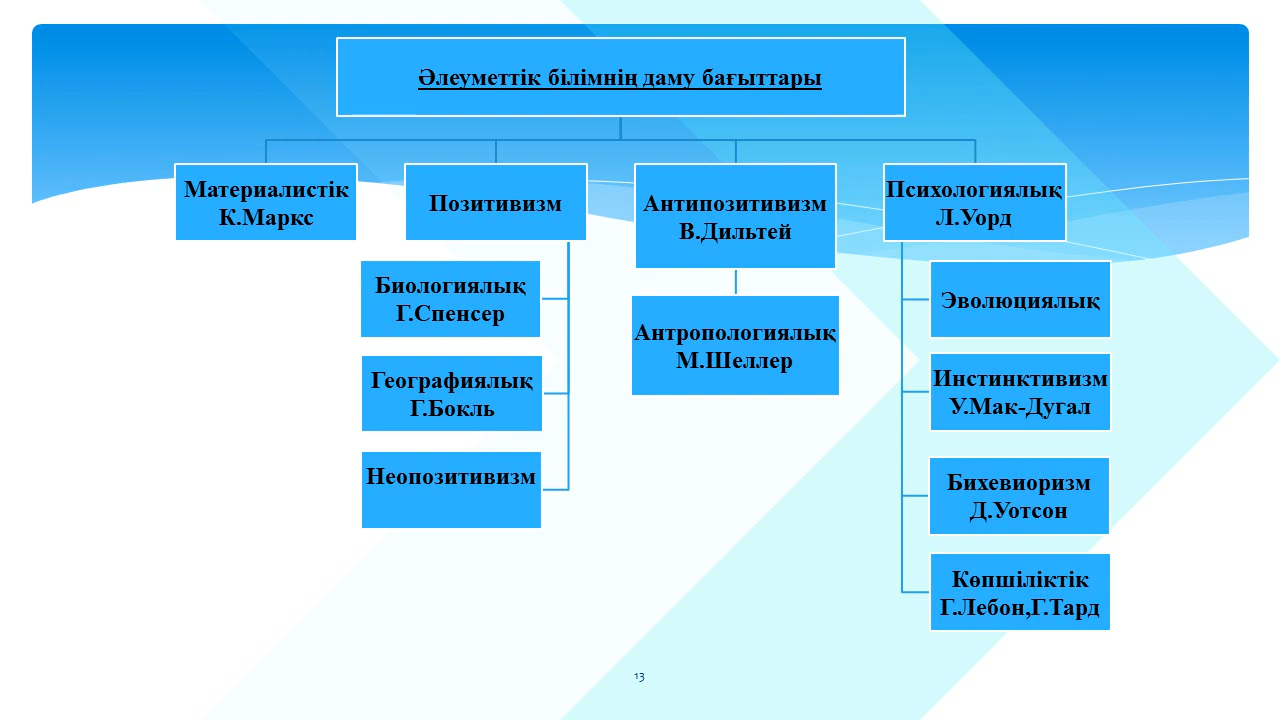 Әлеуметтік білімнің даму бағыттары
Материалистік
К.Маркс
Позитивизм
Биологиялық
Г.Спенсер
Географиялық
Г.Бокль
Неопозитивизм
Антипозитивизм
В.Дильтей
Антропологиялық
М.Шеллер
Психологиялық
Л.Уорд
Эволюциялық
Инстинктивизм
У.Мак-Дугал
Бихевиоризм
Д.Уотсон
Көпшіліктік
Г.Лебон,Г.Тард
13